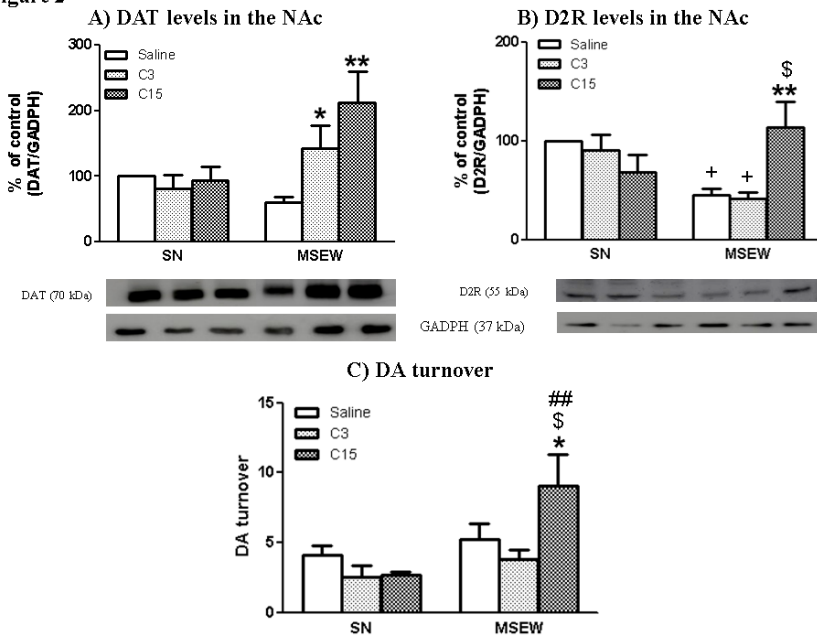 A) DAT levels in the NAc
Saline
C3
C15
% of control
(DAT/GADPH)
300
200
100
0
*
**
SN
MSEW
DAT (70 kDa)
B) D2R levels in the NAc
Saline
C3
C15
% of control
(D2R/GADPH)
200
100
0
+
+
$
**
SN
MSEW
D2R (55 kDa)
GADPH (37 kDa)
C) DA turnover
Saline
C3
C15
DA turnover
15
10
5
0
##
$
*
SN
MSEW